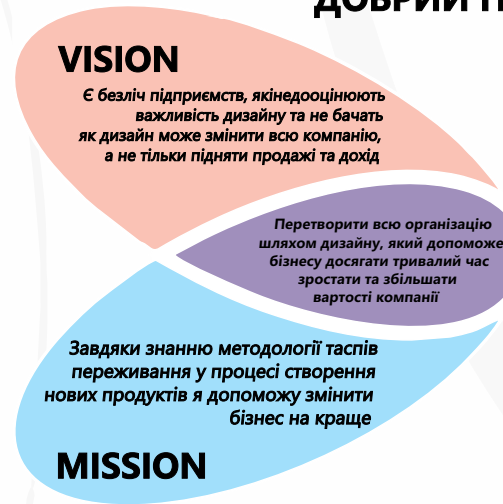 ДОБРИЙ П
VISION
Є безліч підприємств, якінедооцінюють
важливість дизайну та не бачать
як дизайн може змінити всю компанію,
а не тільки підняти продажі та дохід
Перетворити всю організацію
шляхом дизайну, який допоможе
бізнесу досягати тривалий час
зростати та збільшати
вартості компанії
Завдяки знанню методології таспів
переживання у процесі створення
нових продуктів я допоможу змінити
бізнес на краще
MISSION